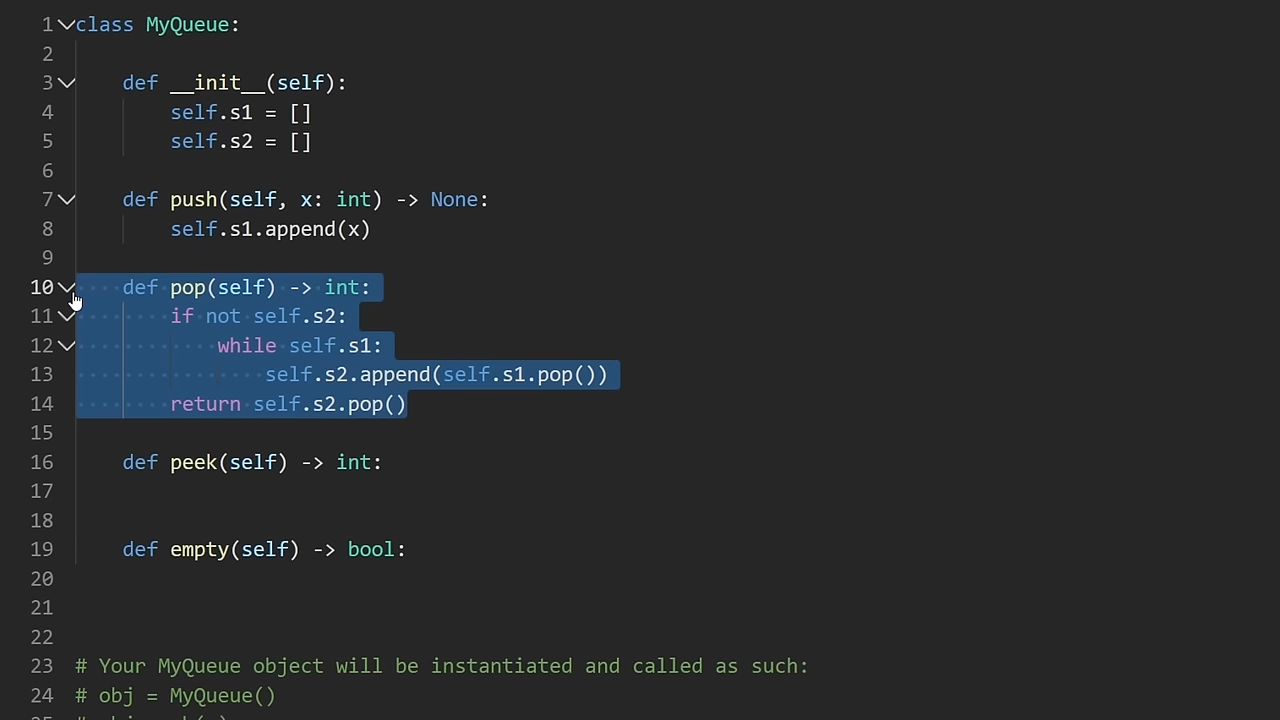 1 class MyQueue:
2
3     def __init__(self):
4         self.s1 = []
5         self.s2 = []
6
7     def push(self, x: int) -> None:
8         self.s1.append(x)
9
10     def pop(self) -> int:
11         if not self.s2:
12             while self.s1:
13                 self.s2.append(self.s1.pop())
14         return self.s2.pop()
15
16     def peek(self) -> int:
17
18
19     def empty(self) -> bool:
20
21
22
23 # Your MyQueue object will be instantiated and called as such:
24 # obj = MyQueue()